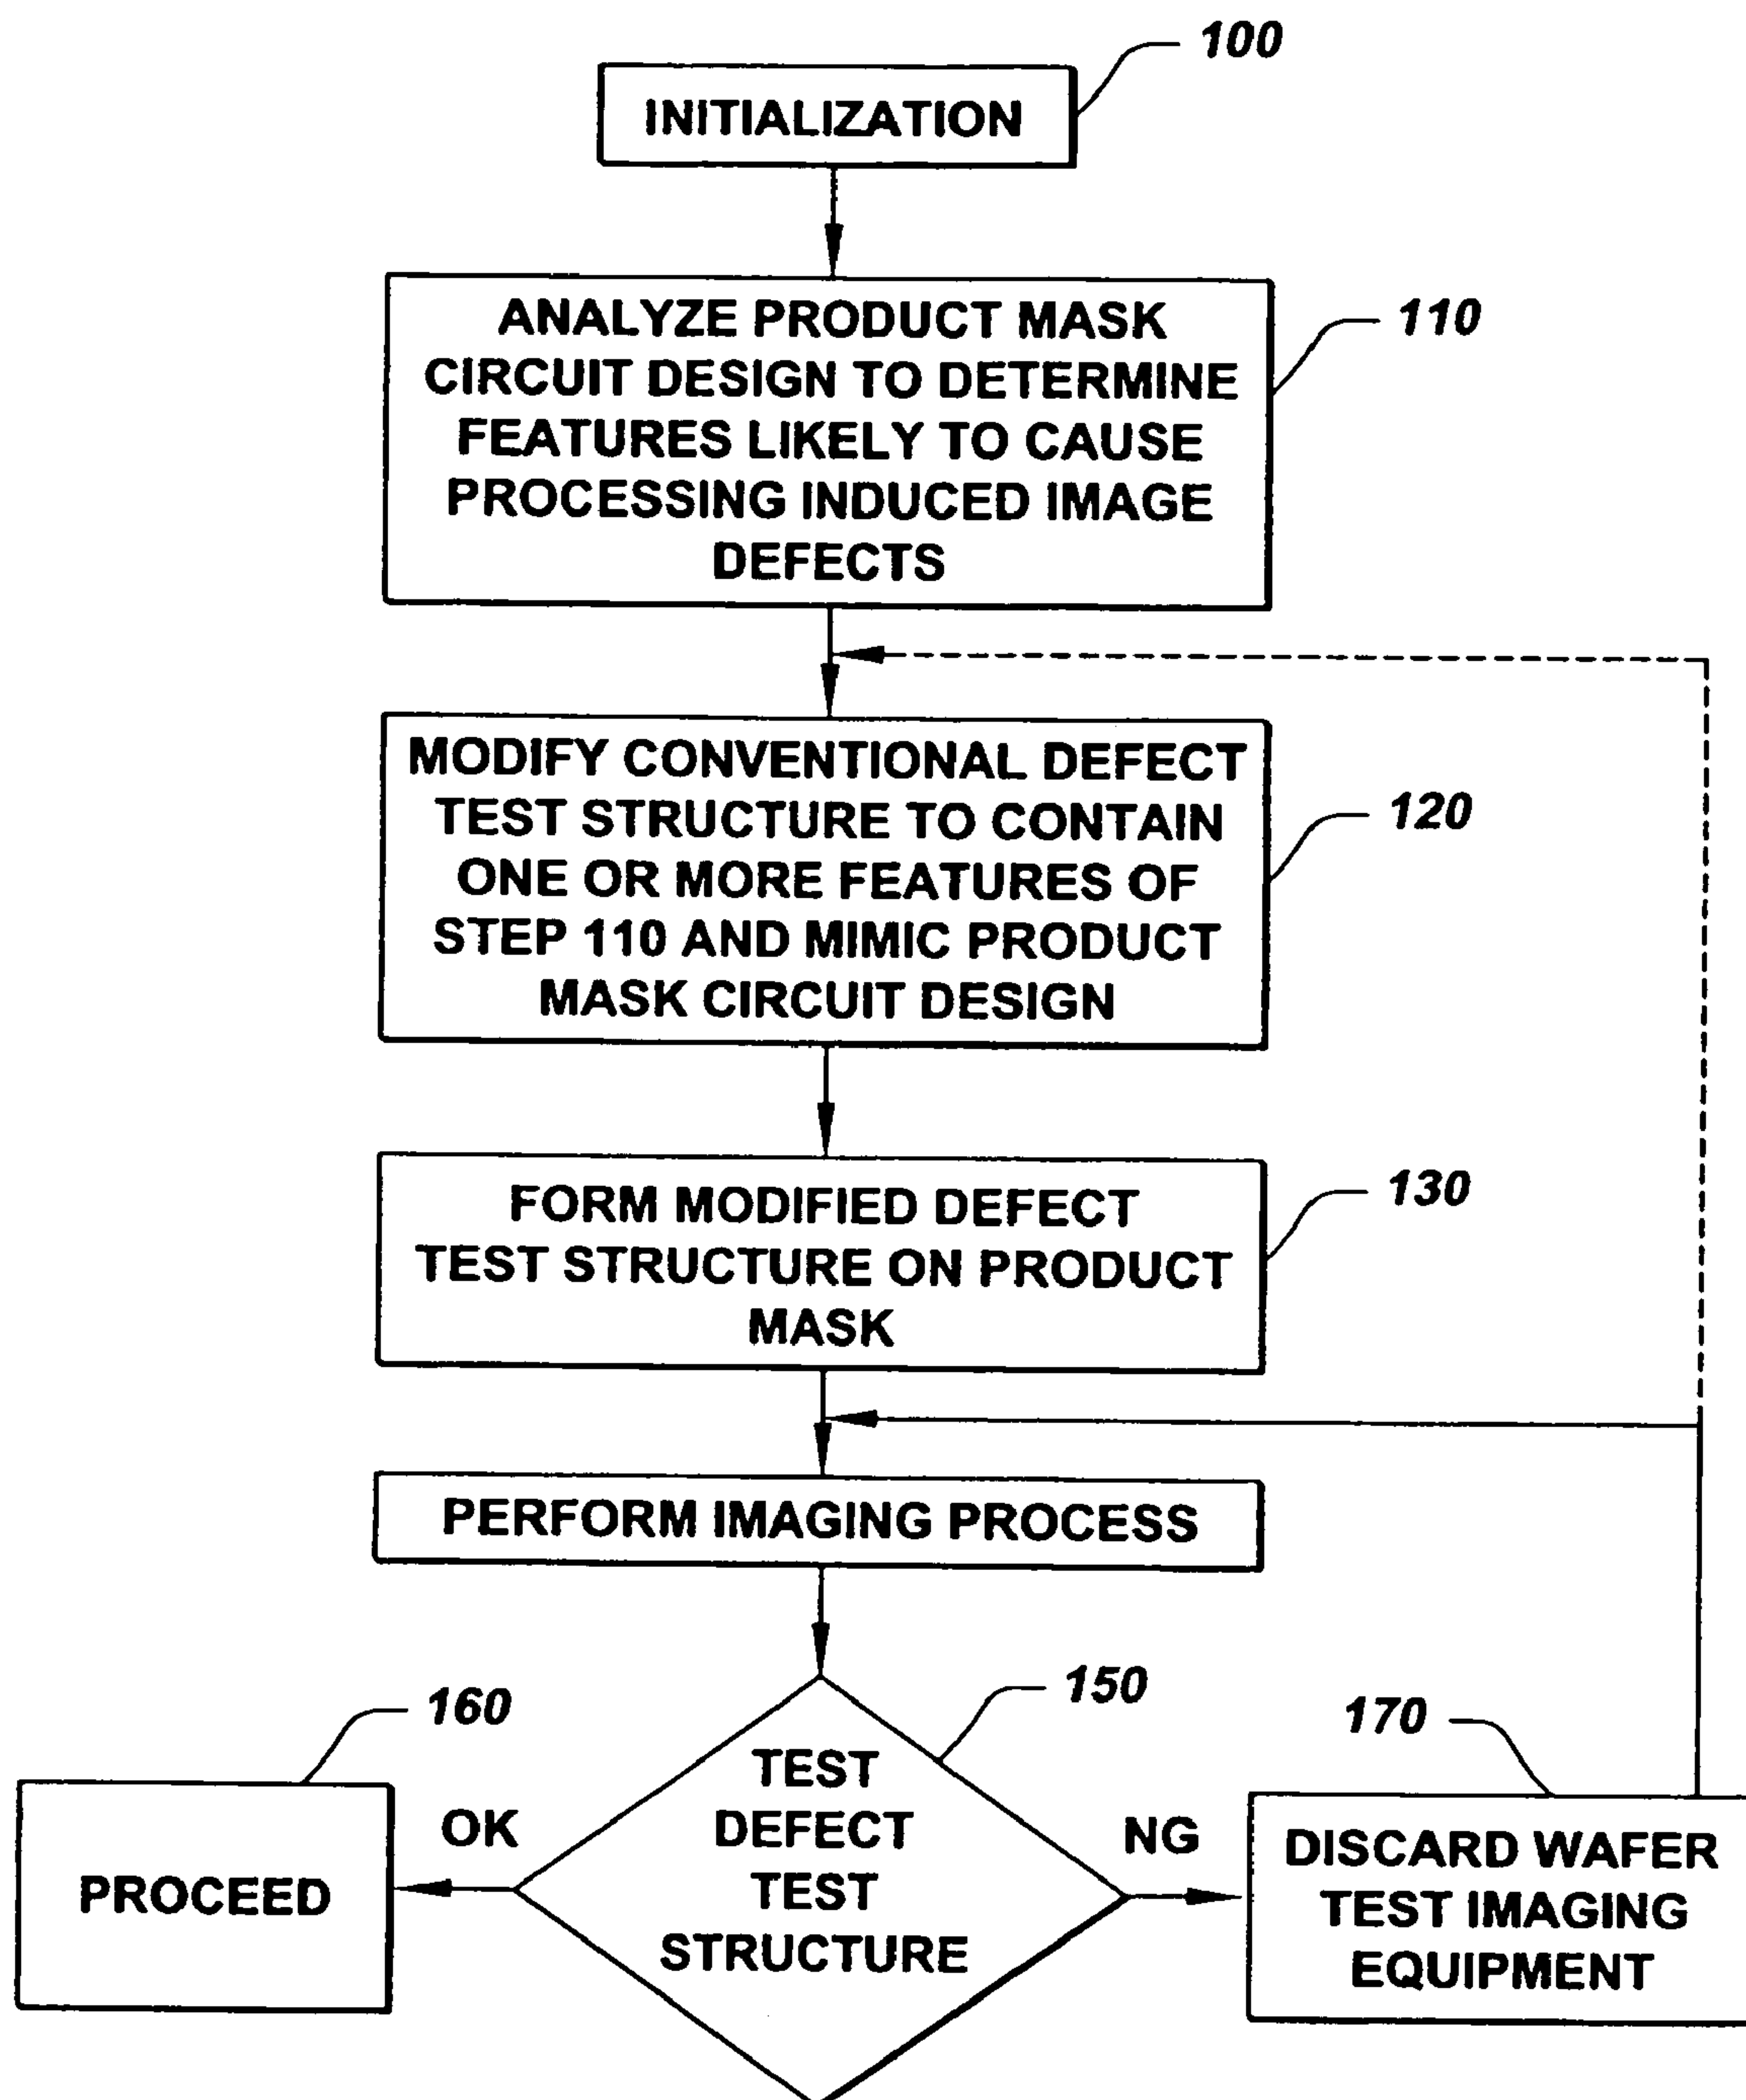 100
INITIALIZATION
110
ANALYZE PRODUCT MASK
CIRCUIT DESIGN TO DETERMINE
FEATURES LIKELY TO CAUSE
PROCESSING INDUCED IMAGE
DEFECTS
120
MODIFY CONVENTIONAL DEFECT
TEST STRUCTURE TO CONTAIN
ONE OR MORE FEATURES OF
STEP 110 AND MIMIC PRODUCT
MASK CIRCUIT DESIGN
130
FORM MODIFIED DEFECT
TEST STRUCTURE ON PRODUCT
MASK
PERFORM IMAGING PROCESS
150
160
170
TEST
DEFECT
TEST
STRUCTURE
OK
NG
PROCEED
DISCARD WAFER
TEST IMAGING
EQUIPMENT